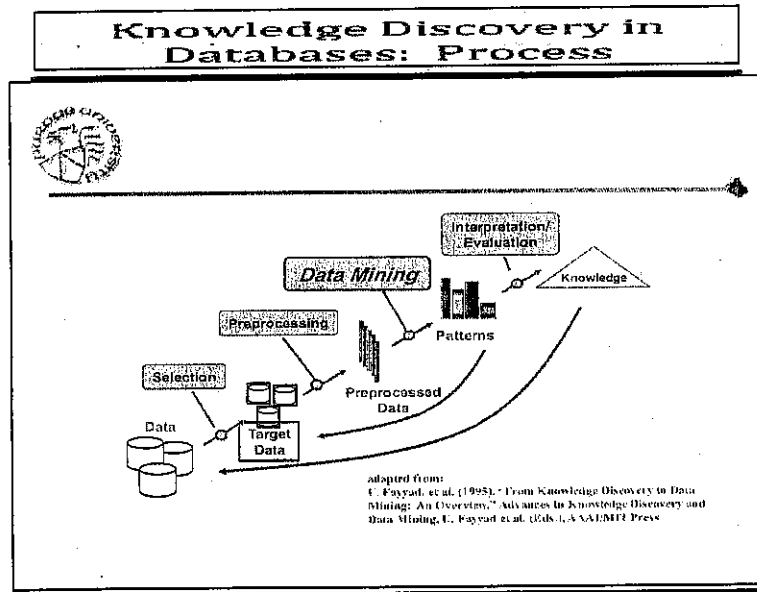 Knowledge Discovery in
Databases: Process
Interpretation/
Evaluation
Data Mining
Knowledge
Preprocessing
Patterns
Selection
Preprocessed
Data
Data
Target
Data
adapted from:
U. Fayyad, et al. (1995), "From Knowledge Discovery to Data
Mining: An Overview," Advances in Knowledge Discovery and
Data Mining, U. Fayyad et al. (Eds.), AAAI/MIT Press